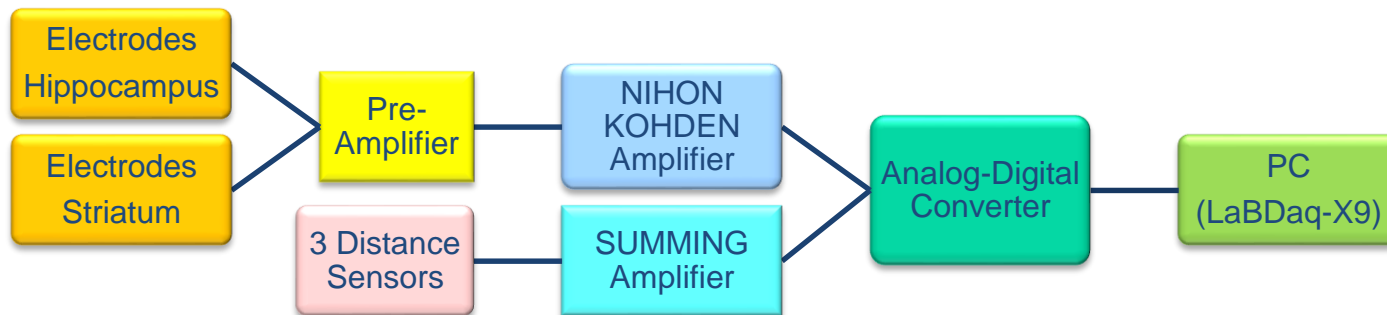 Electrodes
Hippocampus
Electrodes
Striatum
Pre-
Amplifier
NIHON
KOHDEN
Amplifier
3 Distance
Sensors
SUMMING
Amplifier
Analog-Digital
Converter
PC
(LaBDaq-X9)